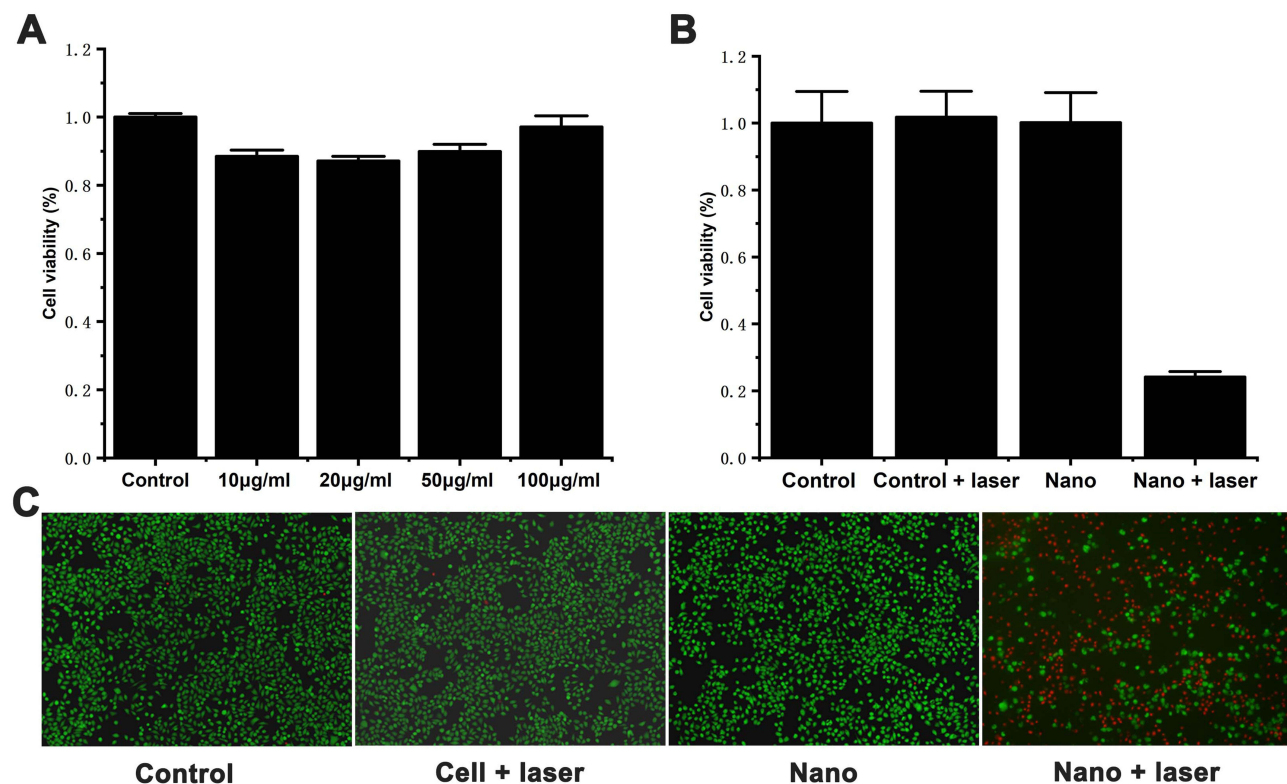 A
Cell viability (%)
1.2
1.0
0.8
0.6
0.4
0.2
0.0
Control 10μg/ml 20μg/ml 50μg/ml 100μg/ml
B
Cell viability (%)
1.2
1.0
0.8
0.6
0.4
0.2
0.0
Control Control + laser Nano Nano + laser
C
Control Cell + laser Nano Nano + laser